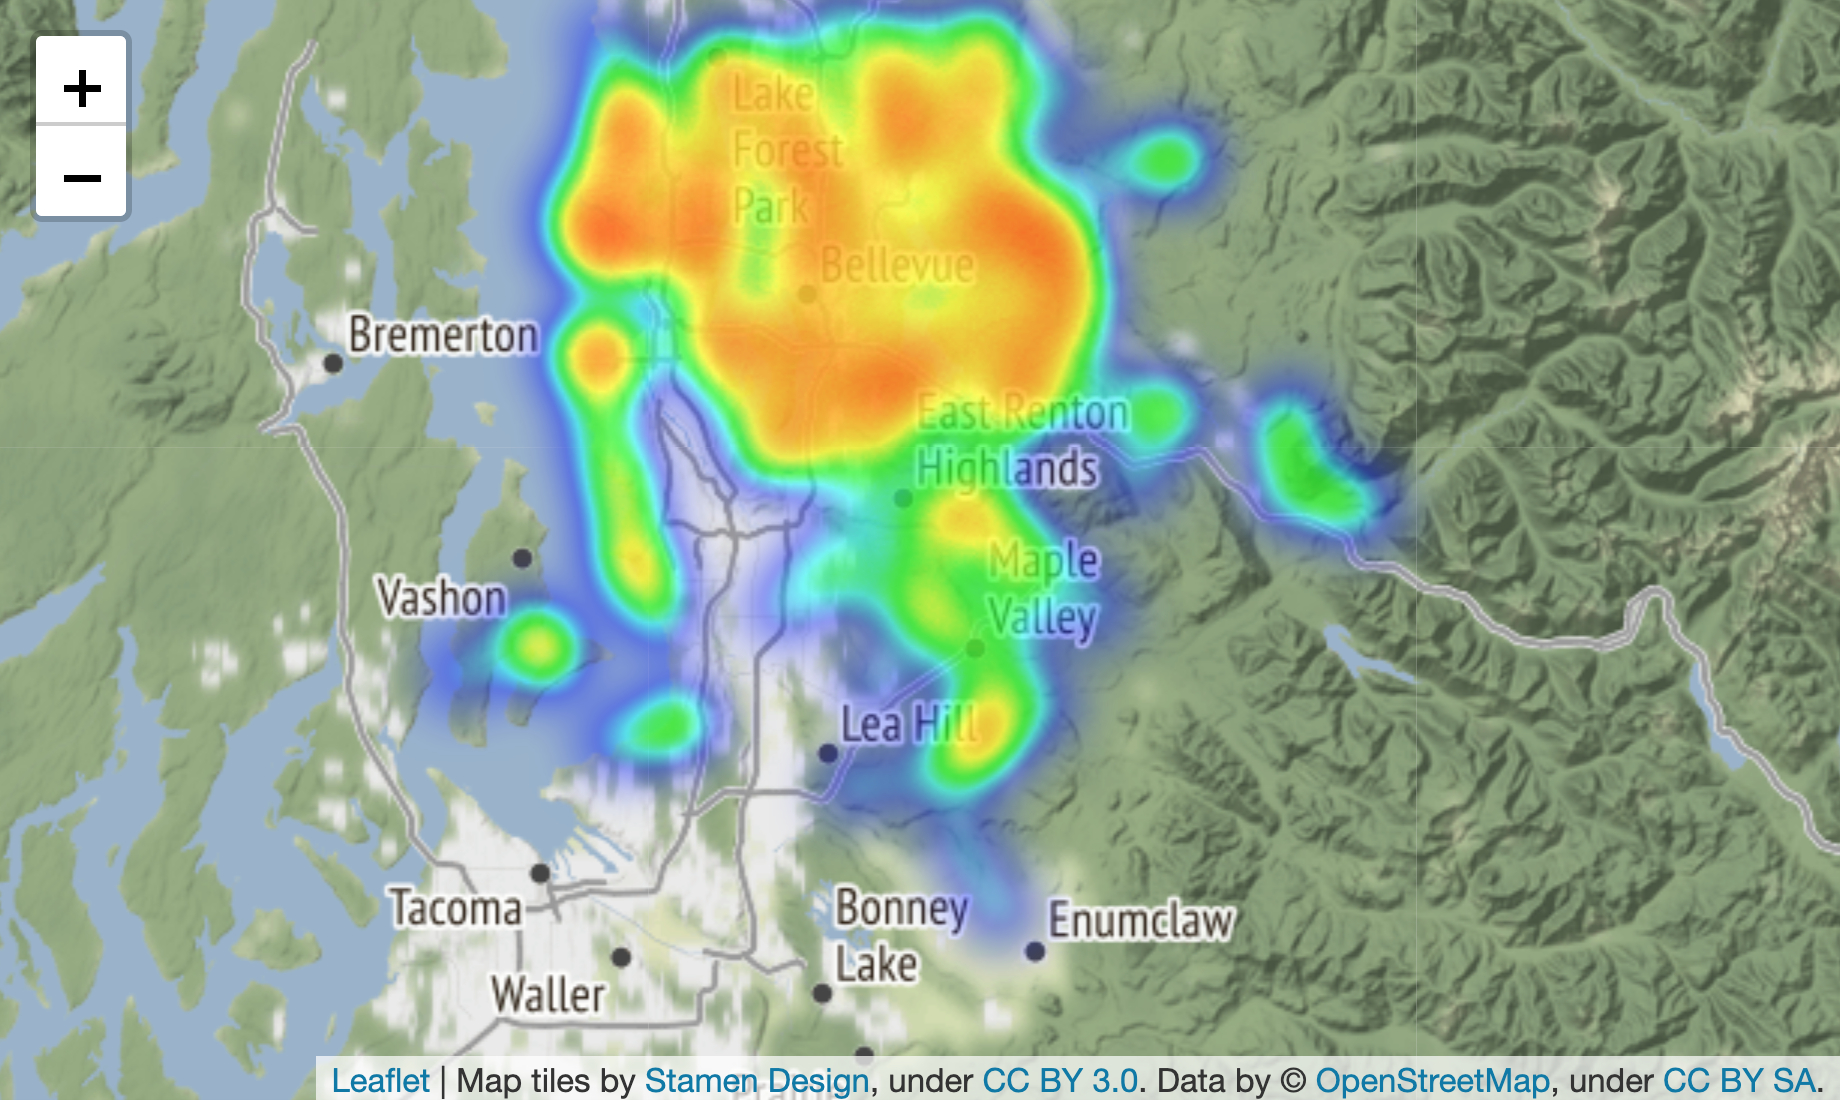 +
−
Lake
Forest
Park
Bellevue
Bremerton
East Renton
Highlands
Maple
Valley
Vashon
Lea Hill
Tacoma
Bonney
Lake
Enumclaw
Waller
Leaflet | Map tiles by Stamen Design, under CC BY 3.0. Data by © OpenStreetMap, under CC BY SA.